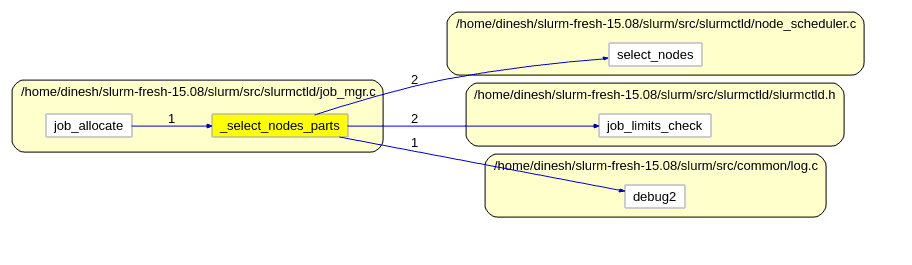 /home/dinesh/slurm-fresh-15.08/slurm/src/slurmctld/node_scheduler.c
select_nodes
2
/home/dinesh/slurm-fresh-15.08/slurm/src/slurmctld/job_mgr.c
/home/dinesh/slurm-fresh-15.08/slurm/src/slurmctld/slurmctld.h
job_allocate
1
_select_nodes_parts
2
job_limits_check
1
/home/dinesh/slurm-fresh-15.08/slurm/src/common/log.c
debug2